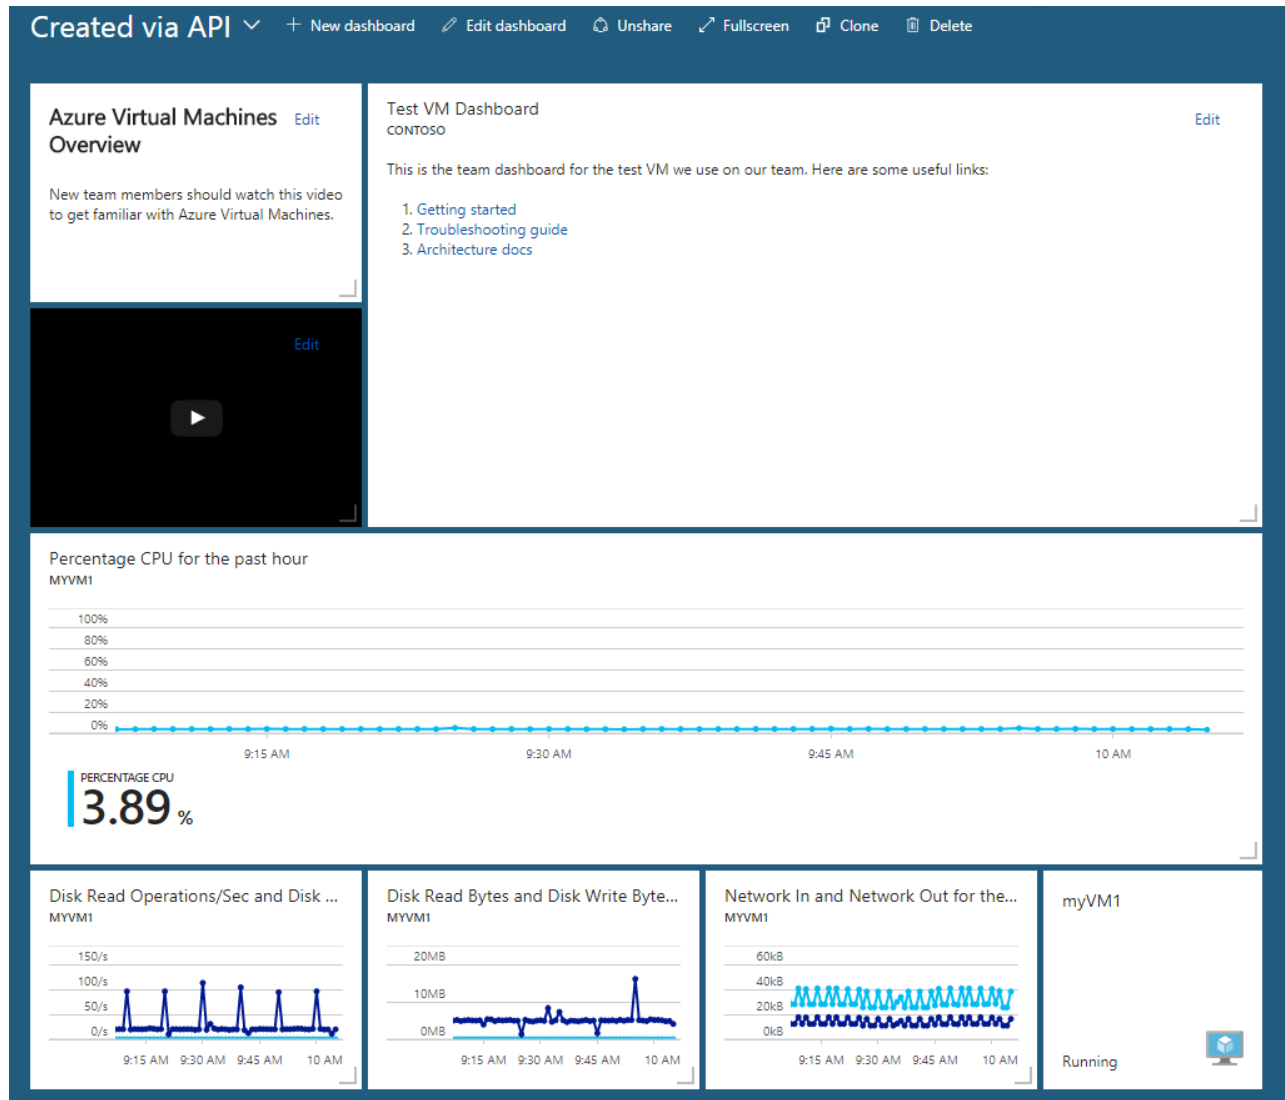 Created via API
New dashboard
Edit dashboard
Unshare
Fullscreen
Clone
Delete
Azure Virtual Machines
Overview
Edit
New team members should watch this video
to get familiar with Azure Virtual Machines.
Test VM Dashboard
CONTOSO
Edit
This is the team dashboard for the test VM we use on our team. Here are some useful links:
1. Getting started
2. Troubleshooting guide
3. Architecture docs
Edit
Percentage CPU for the past hour
MYVM1
100%
80%
60%
40%
20%
0%
9:15 AM 9:30 AM 9:45 AM 10 AM
PERCENTAGE CPU
3.89 %
Disk Read Operations/Sec and Disk ...
MYVM1
150/s
100/s
50/s
0/s
9:15 AM 9:30 AM 9:45 AM 10 AM
Disk Read Bytes and Disk Write Byte...
MYVM1
20MB
10MB
0MB
9:15 AM 9:30 AM 9:45 AM 10 AM
Network In and Network Out for the...
MYVM1
60kB
40kB
20kB
0kB
9:15 AM 9:30 AM 9:45 AM 10 AM
myVM1
Running